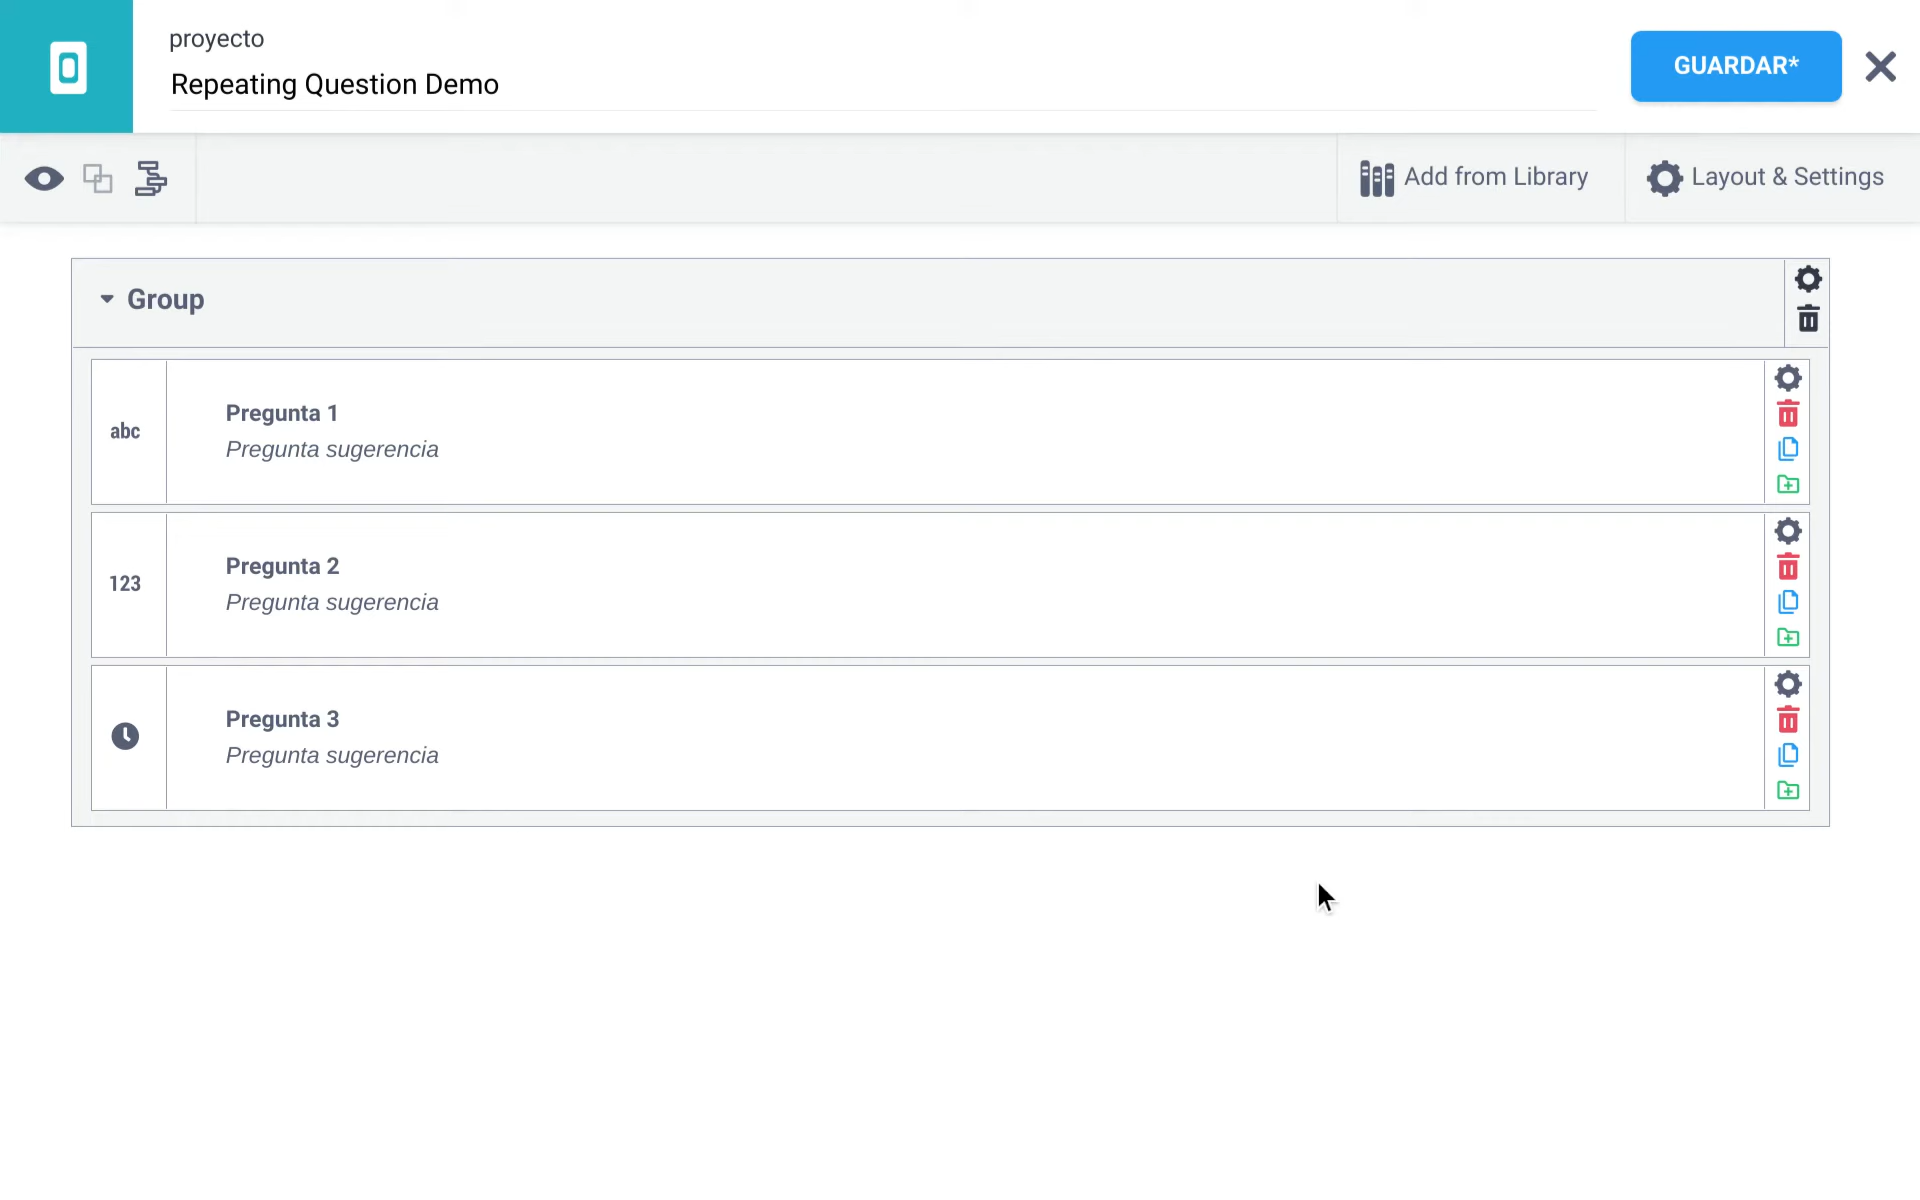 proyecto
Repeating Question Demo
GUARDAR*
Add from Library
Layout & Settings
Group
abc
Pregunta 1
Pregunta sugerencia
123
Pregunta 2
Pregunta sugerencia
Pregunta 3
Pregunta sugerencia